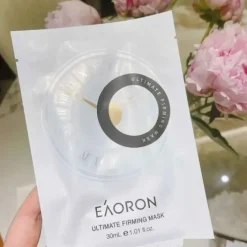 ULTIMATE FIRMING MASK
EAORON
ULTIMATE FIRMING MASK
30mL ℮ 1.01 fl.oz.